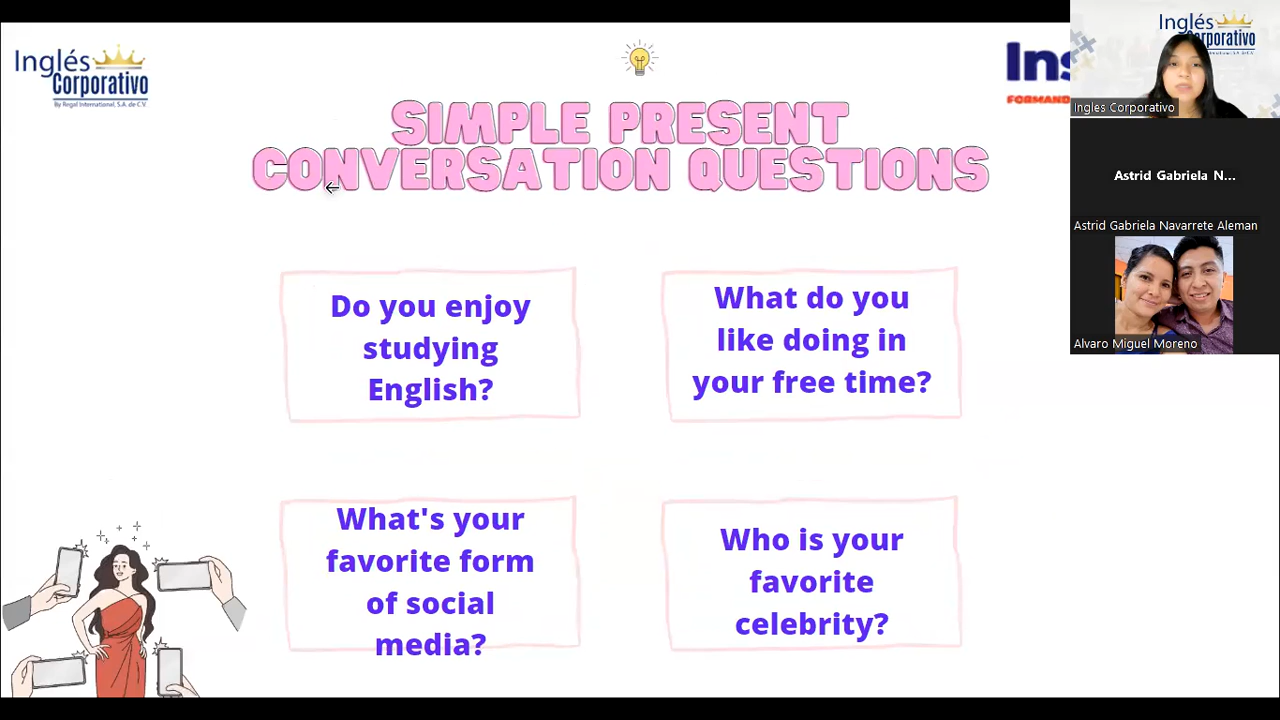 Inglés
Corporativo
By Regal International, S.A. de C.V.
SIMPLE PRESENT
CONVERSATION QUESTIONS
Do you enjoy
studying
English?
What do you
like doing in
your free time?
What's your
favorite form
of social
media?
Who is your
favorite
celebrity?
Ins
FORMAND
Inglés
Corporativo
Ingles Corporativo
Astrid Gabriela N...
Astrid Gabriela Navarrete Aleman
Alvaro Miguel Moreno